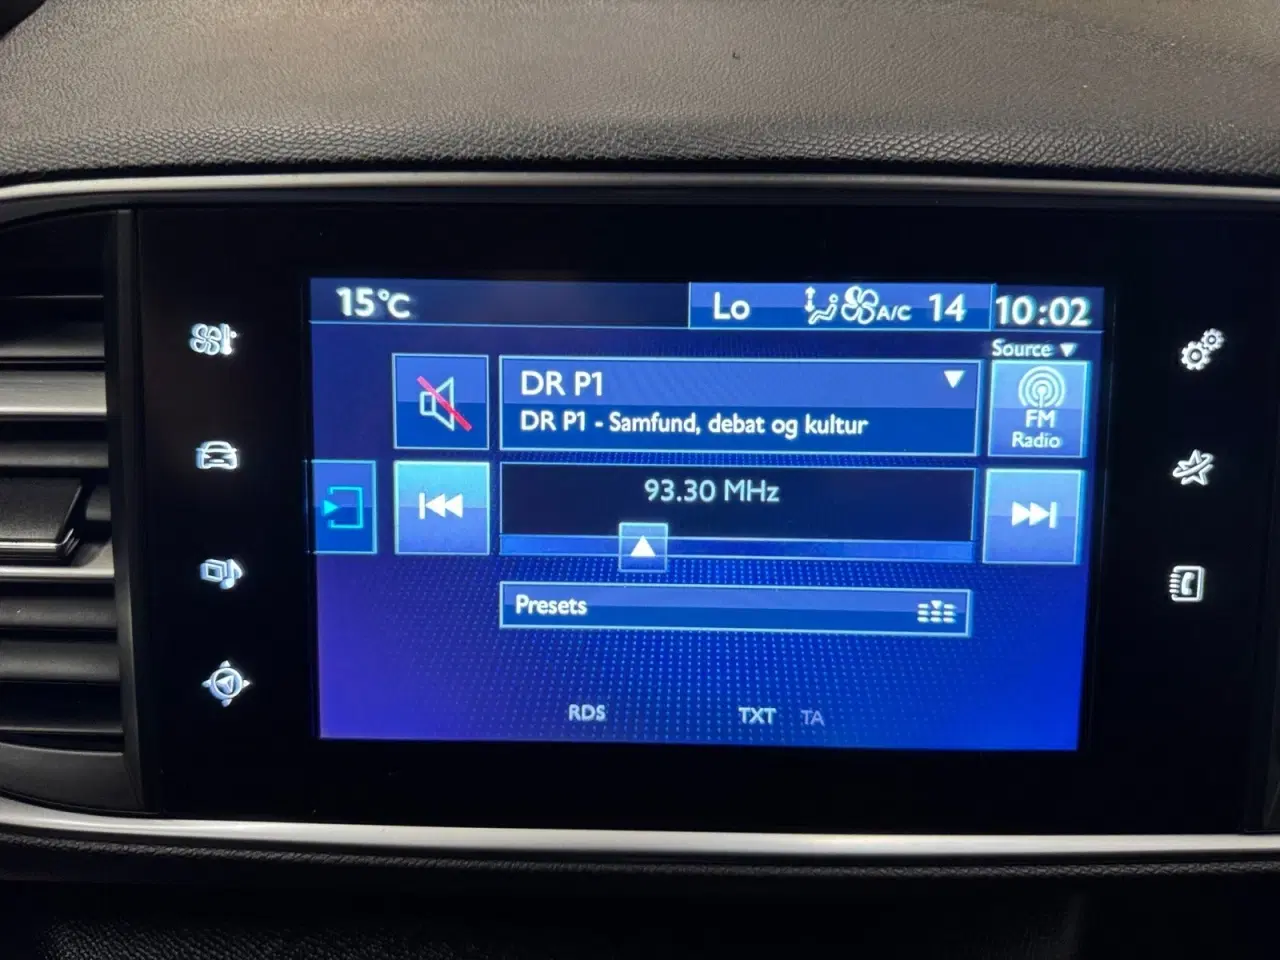 15°C
Lo A/C 14 10:02
Source
DR P1
DR P1 - Samfund, debat og kultur
FM
Radio
93.30 MHz
Presets
RDS TXT TA